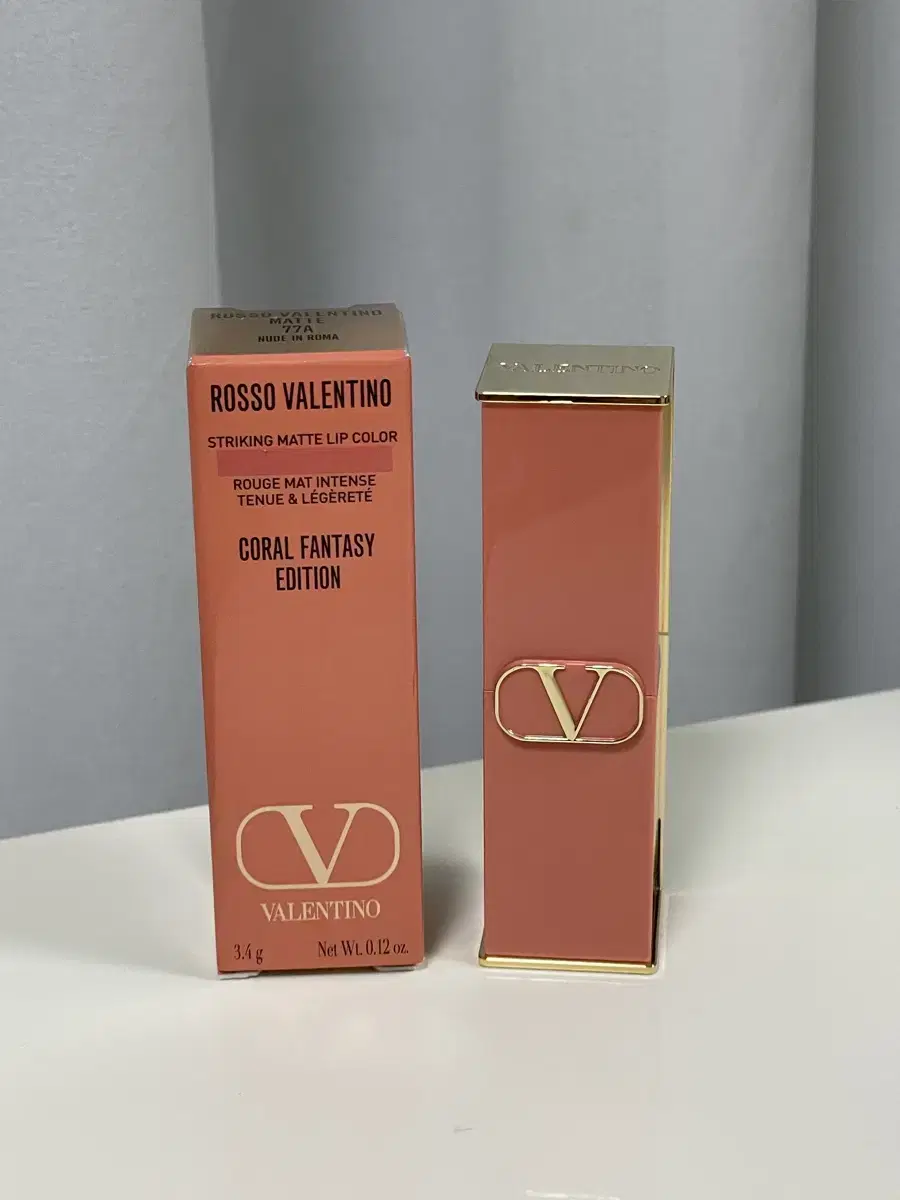 ROSSO VALENTINO
MATTE
77A
NUDE IN ROMA
ROSSO VALENTINO
STRIKING MATTE LIP COLOR
ROUGE MAT INTENSE
TENUE & LÉGÈRETÉ
CORAL FANTASY
EDITION
V
VALENTINO
3.4 g Net Wt. 0.12 oz.
VALENTINO
V